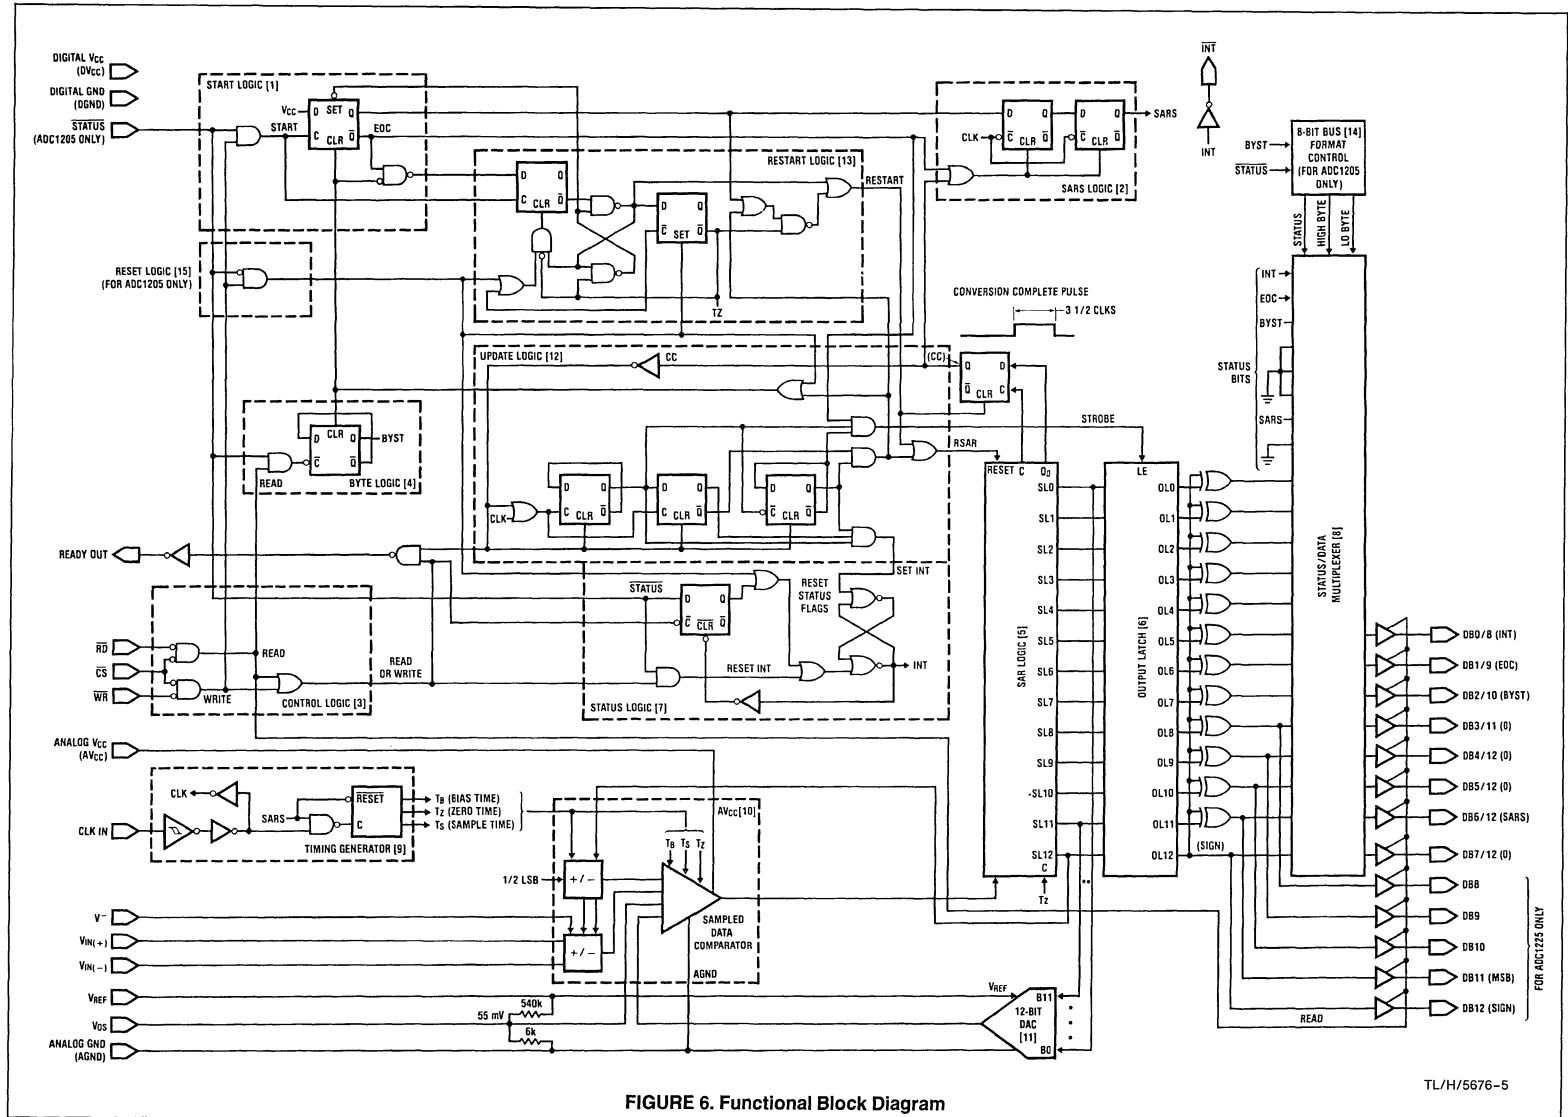 DIGITAL VCC
(DVCC)
DIGITAL GND
(DGND)
STATUS
(ADC1205 ONLY)
START LOGIC [1]
VCC
D SET Q
START
C CLR Q
EOC
RESET LOGIC [15]
(FOR ADC1205 ONLY)
RESTART LOGIC [13]
D Q
C CLR Q
D Q
C SET Q
RESTART
TZ
D Q
C CLR Q
D Q
C CLR Q
CLK
SARS
SARS LOGIC [2]
INT
INT
BYST
STATUS
8-BIT BUS [14]
FORMAT
CONTROL
(FOR ADC1205
ONLY)
STATUS
HIGH BYTE
LO BYTE
INT
EOC
BYST
STATUS
BITS
SARS
CONVERSION COMPLETE PULSE
3 1/2 CLKS
UPDATE LOGIC [12]
CC
(CC)
Q D
Q CLR C
STROBE
RSAR
D CLR Q
C Q
BYST
READ
BYTE LOGIC [4]
CLK
D Q
C CLR Q
D Q
C CLR Q
D Q
C CLR Q
SET INT
READY OUT
STATUS
D Q
C CLR Q
RESET
STATUS
FLAGS
RESET INT
INT
STATUS LOGIC [7]
RD
CS
WR
READ
WRITE
CONTROL LOGIC [3]
READ
OR WRITE
RESET C QD
SL0
SL1
SL2
SL3
SL4
SL5
SL6
SL7
SL8
SL9
SL10
SL11
SL12
C
TZ
SAR LOGIC [5]
LE
OL0
OL1
OL2
OL3
OL4
OL5
OL6
OL7
OL8
OL9
OL10
OL11
OL12
(SIGN)
OUTPUT LATCH [6]
STATUS/DATA
MULTIPLEXER [8]
DB0/8 (INT)
DB1/9 (EOC)
DB2/10 (BYST)
DB3/11 (0)
DB4/12 (0)
DB5/12 (0)
DB6/12 (SARS)
DB7/12 (0)
DB8
DB9
DB10
DB11 (MSB)
DB12 (SIGN)
FOR ADC1225 ONLY
READ
ANALOG VCC
(AVCC)
CLK
CLK IN
SARS
RESET
C
TIMING GENERATOR [9]
TB (BIAS TIME)
TZ (ZERO TIME)
TS (SAMPLE TIME)
AVCC[10]
TB TS TZ
1/2 LSB
+/−
+/−
SAMPLED
DATA
COMPARATOR
AGND
V−
VIN(+)
VIN(−)
VREF
VOS
ANALOG GND
(AGND)
55 mV
540k
6k
VREF
B11
12-BIT
DAC
[11]
B0
TL/H/5676–5
FIGURE 6. Functional Block Diagram